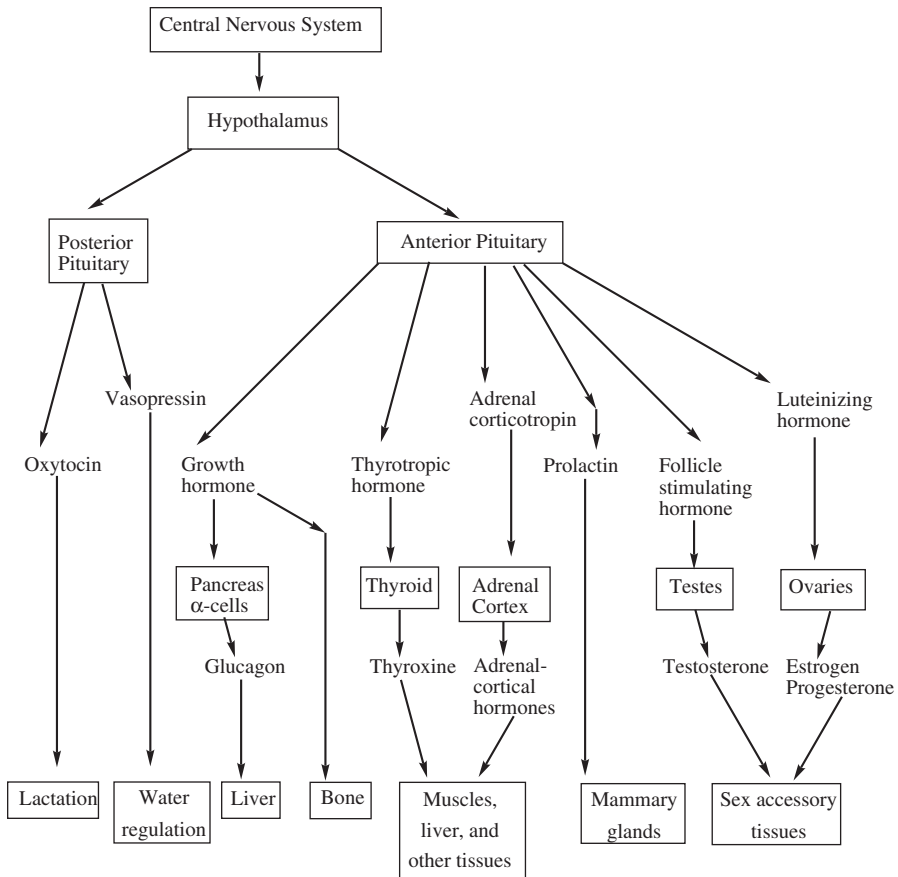 Central Nervous System
Hypothalamus
Posterior
Pituitary
Anterior Pituitary
Vasopressin
Adrenal
corticotropin
Luteinizing
hormone
Oxytocin
Growth
hormone
Thyrotropic
hormone
Prolactin
Follicle
stimulating
hormone
Pancreas
α-cells
Thyroid
Adrenal
Cortex
Testes
Ovaries
Glucagon
Thyroxine
Adrenal-
cortical
hormones
Testosterone
Estrogen
Progesterone
Lactation
Water
regulation
Liver
Bone
Muscles,
liver, and
other tissues
Mammary
glands
Sex accessory
tissues